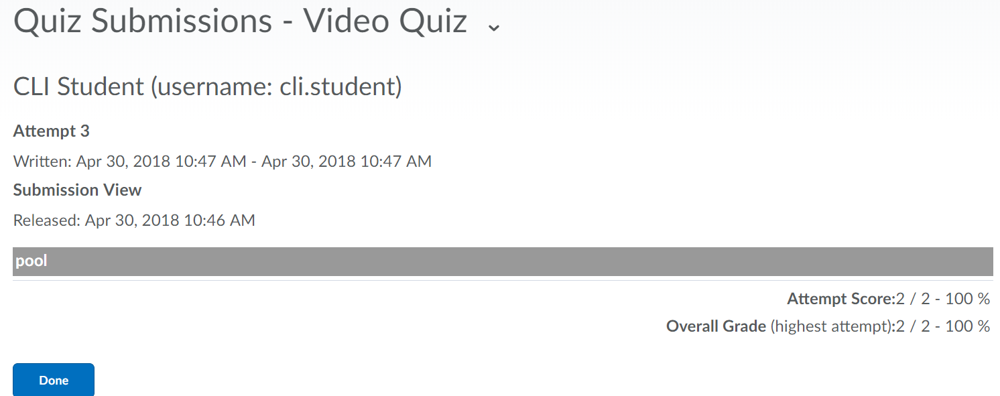 Quiz Submissions - Video Quiz
CLI Student (username: cli.student)
Attempt 3
Written: Apr 30, 2018 10:47 AM - Apr 30, 2018 10:47 AM
Submission View
Released: Apr 30, 2018 10:46 AM
pool
Attempt Score:2 / 2 - 100 %
Overall Grade (highest attempt):2 / 2 - 100 %
Done